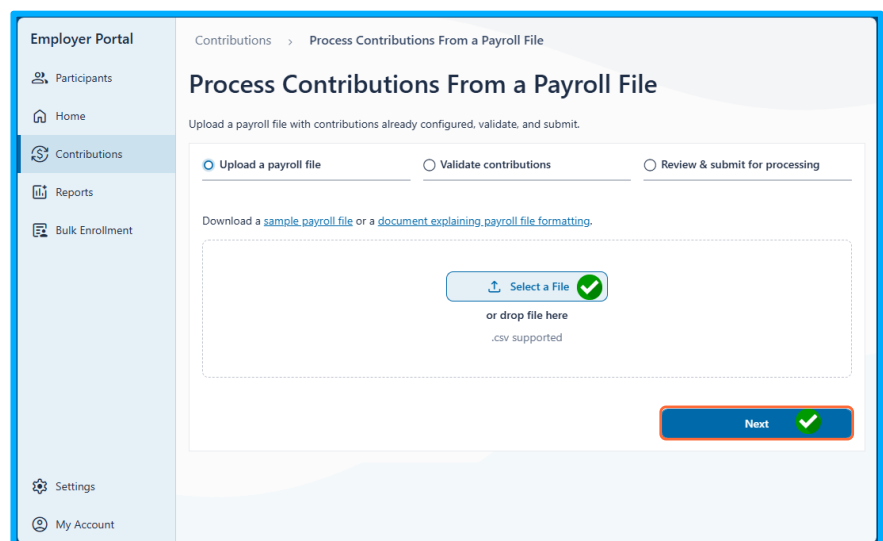 Employer Portal
Participants
Home
Contributions
Reports
Bulk Enrollment
Settings
My Account
Contributions > Process Contributions From a Payroll File
Process Contributions From a Payroll File
Upload a payroll file with contributions already configured, validate, and submit.
Upload a payroll file
Validate contributions
Review & submit for processing
Download a sample payroll file or a document explaining payroll file formatting.
Select a File
or drop file here
.csv supported
Next